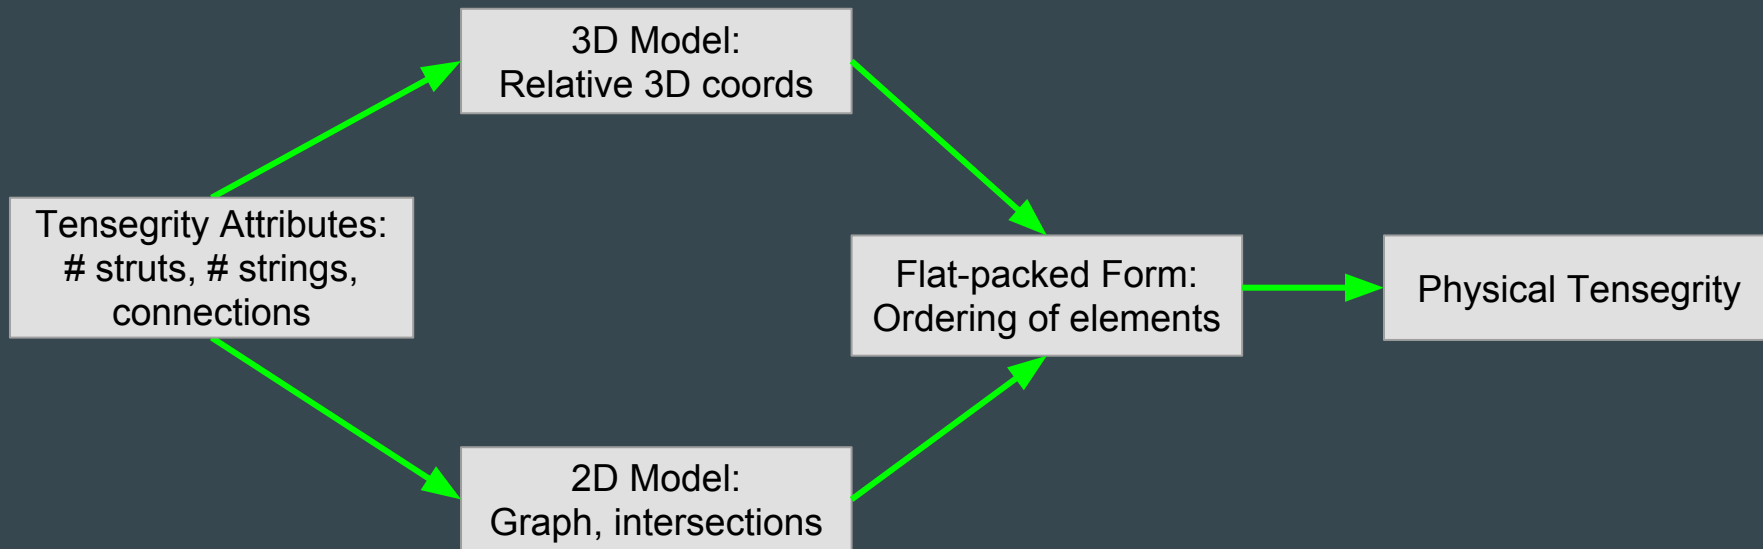 3D Model:
Relative 3D coords
Tensegrity Attributes:
# struts, # strings,
connections
Flat-packed Form:
Ordering of elements
Physical Tensegrity
2D Model:
Graph, intersections